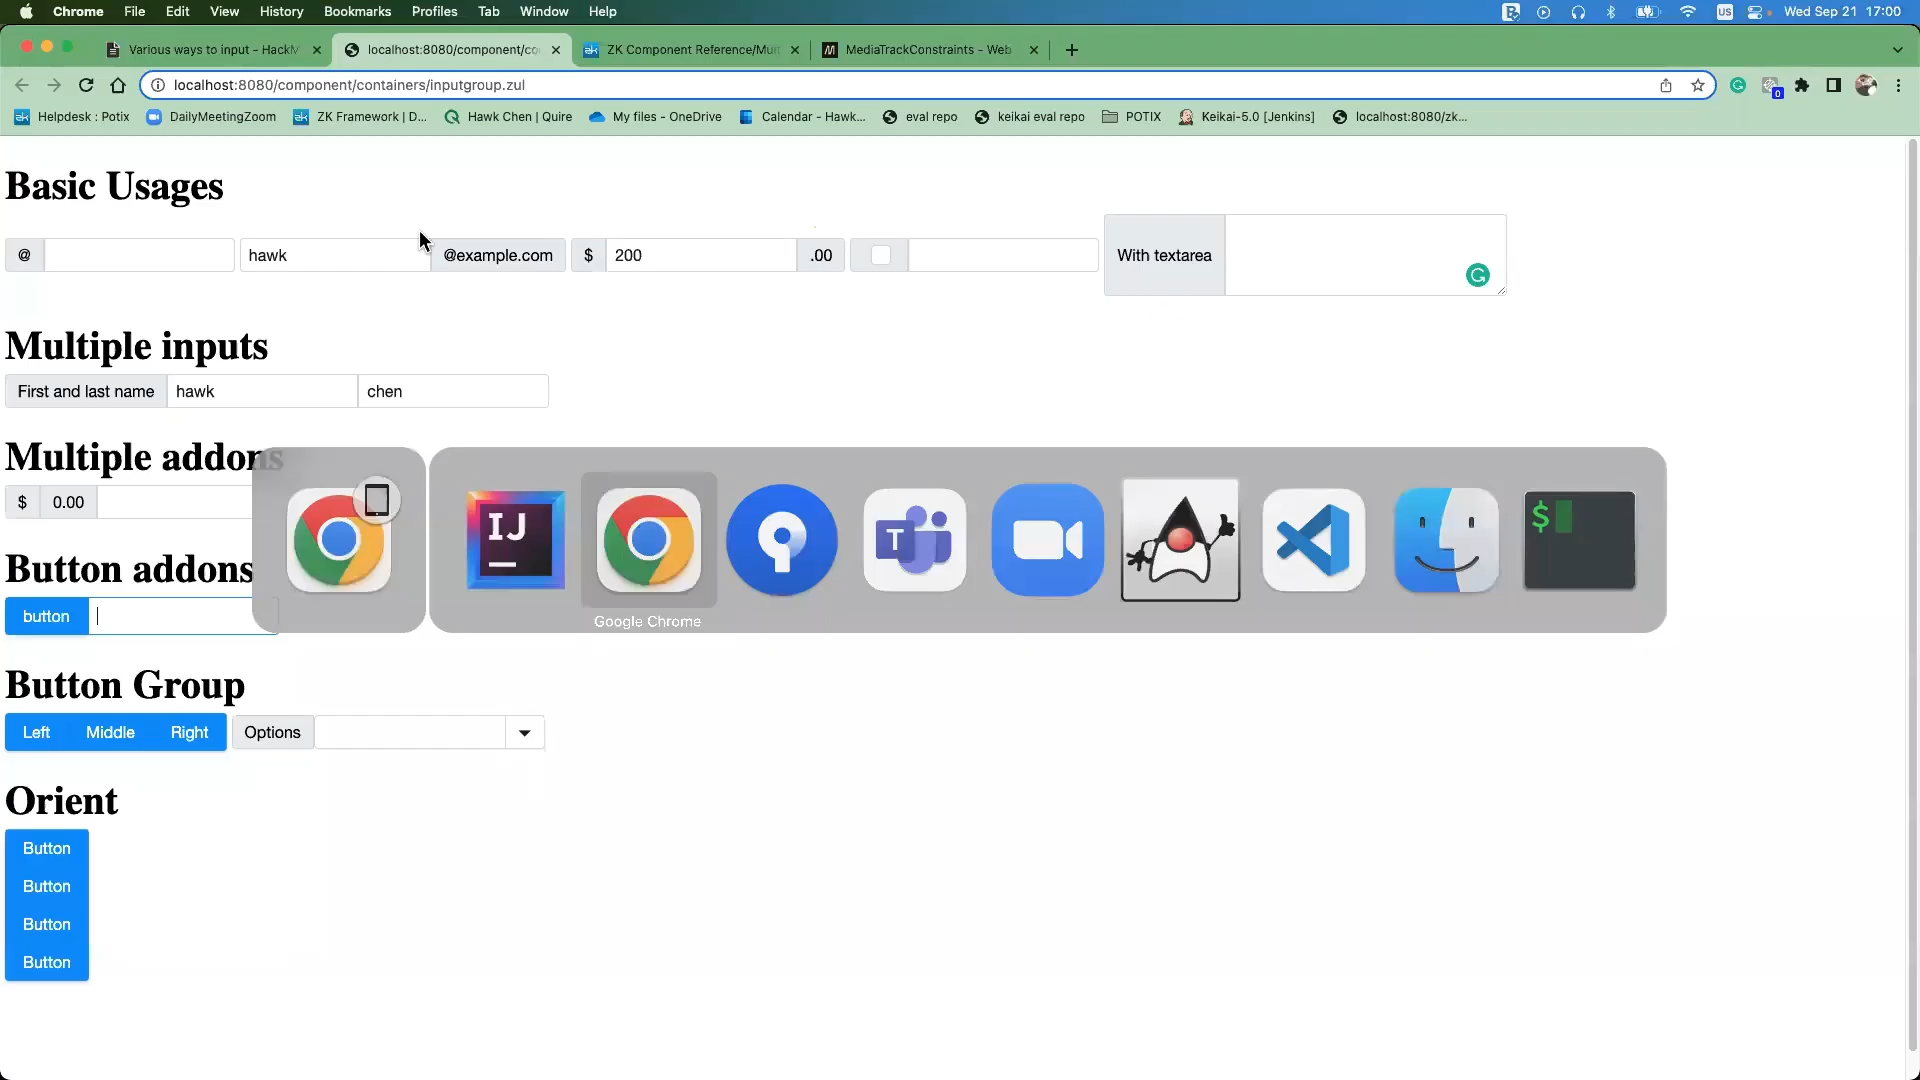 Chrome File Edit View History Bookmarks Profiles Tab Window Help US Wed Sep 21 17:00
Various ways to input - HackM localhost:8080/component/co ZK Component Reference/Mul MediaTrackConstraints - Web
localhost:8080/component/containers/inputgroup.zul 0
Helpdesk : Potix DailyMeetingZoom ZK Framework | D... Hawk Chen | Quire My files - OneDrive Calendar - Hawk... eval repo keikai eval repo POTIX Keikai-5.0 [Jenkins] localhost:8080/zk...
Basic Usages
@ hawk @example.com $ 200 .00 With textarea
Multiple inputs
First and last name hawk chen
Multiple addons
$ 0.00
IJ T $
Google Chrome
Button addons
button
Button Group
Left Middle Right Options
Orient
Button
Button
Button
Button